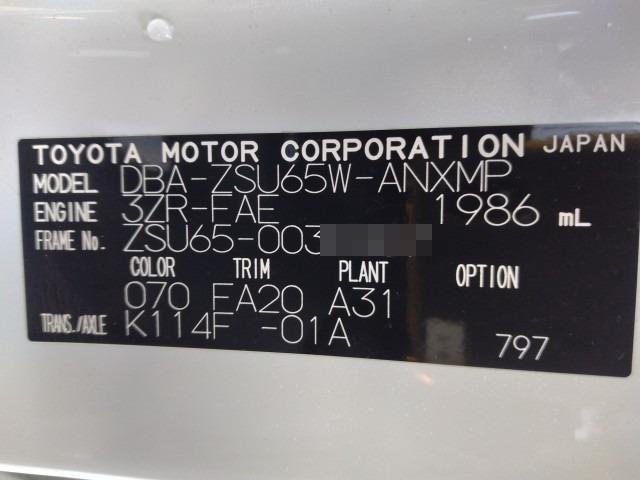 TOYOTA MOTOR CORPORATION JAPAN
MODEL DBA-ZSU65W-ANXMP
ENGINE 3ZR-FAE 1986 mL
FRAME No. ZSU65-003
COLOR TRIM PLANT OPTION
070 FA20 A31
TRANS./AXLE K114F -01A
797